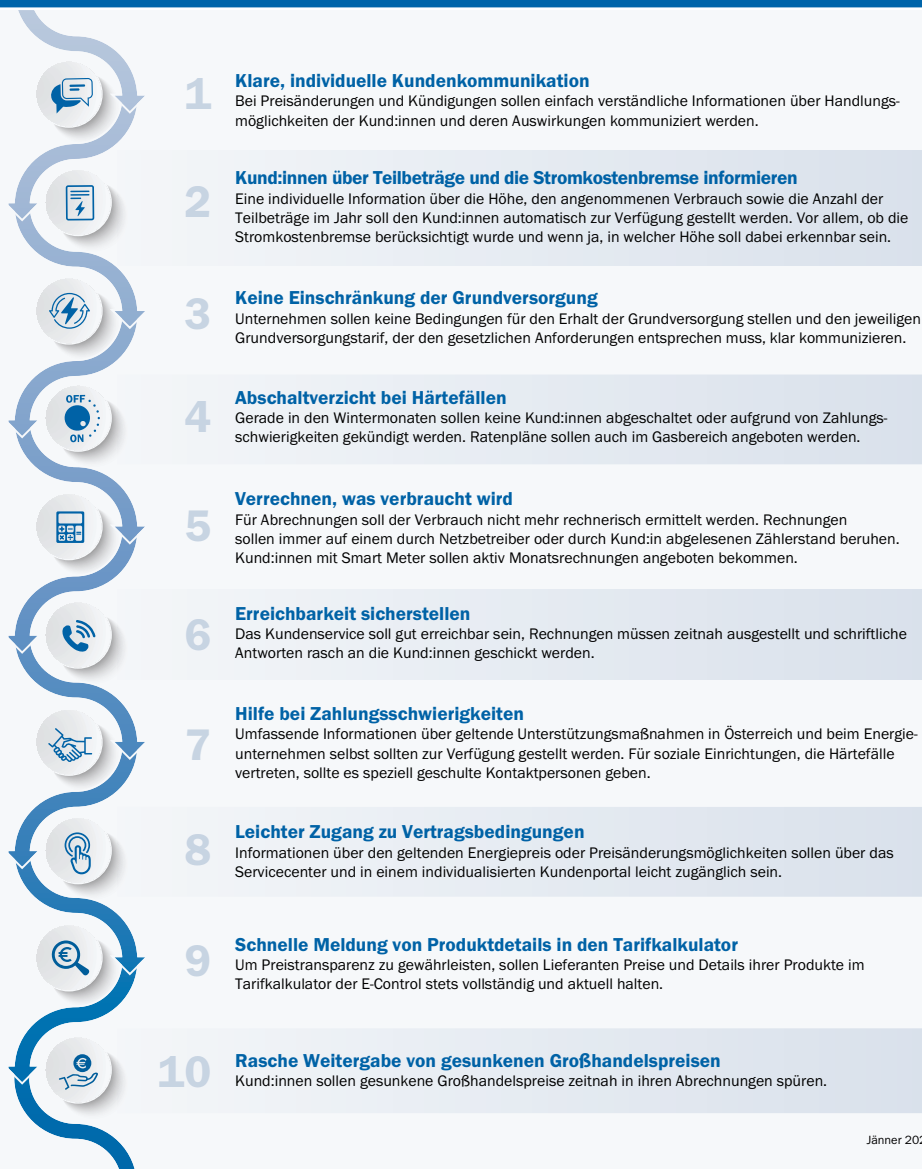 1
Klare, individuelle Kundenkommunikation
Bei Preisänderungen und Kündigungen sollen einfach verständliche Informationen über Handlungs-
möglichkeiten der Kund:innen und deren Auswirkungen kommuniziert werden.
2
Kund:innen über Teilbeträge und die Stromkostenbremse informieren
Eine individuelle Information über die Höhe, den angenommenen Verbrauch sowie die Anzahl der
Teilbeträge im Jahr soll den Kund:innen automatisch zur Verfügung gestellt werden. Vor allem, ob die
Stromkostenbremse berücksichtigt wurde und wenn ja, in welcher Höhe soll dabei erkennbar sein.
3
Keine Einschränkung der Grundversorgung
Unternehmen sollen keine Bedingungen für den Erhalt der Grundversorgung stellen und den jeweiligen
Grundversorgungstarif, der den gesetzlichen Anforderungen entsprechen muss, klar kommunizieren.
OFF
ON
4
Abschaltverzicht bei Härtefällen
Gerade in den Wintermonaten sollen keine Kund:innen abgeschaltet oder aufgrund von Zahlungs-
schwierigkeiten gekündigt werden. Ratenpläne sollen auch im Gasbereich angeboten werden.
5
Verrechnen, was verbraucht wird
Für Abrechnungen soll der Verbrauch nicht mehr rechnerisch ermittelt werden. Rechnungen
sollen immer auf einem durch Netzbetreiber oder durch Kund:in abgelesenen Zählerstand beruhen.
Kund:innen mit Smart Meter sollen aktiv Monatsrechnungen angeboten bekommen.
6
Erreichbarkeit sicherstellen
Das Kundenservice soll gut erreichbar sein, Rechnungen müssen zeitnah ausgestellt und schriftliche
Antworten rasch an die Kund:innen geschickt werden.
7
Hilfe bei Zahlungsschwierigkeiten
Umfassende Informationen über geltende Unterstützungsmaßnahmen in Österreich und beim Energie-
unternehmen selbst sollten zur Verfügung gestellt werden. Für soziale Einrichtungen, die Härtefälle
vertreten, sollte es speziell geschulte Kontaktpersonen geben.
8
Leichter Zugang zu Vertragsbedingungen
Informationen über den geltenden Energiepreis oder Preisänderungsmöglichkeiten sollen über das
Servicecenter und in einem individualisierten Kundenportal leicht zugänglich sein.
€
9
Schnelle Meldung von Produktdetails in den Tarifkalkulator
Um Preistransparenz zu gewährleisten, sollen Lieferanten Preise und Details ihrer Produkte im
Tarifkalkulator der E-Control stets vollständig und aktuell halten.
€
10
Rasche Weitergabe von gesunkenen Großhandelspreisen
Kund:innen sollen gesunkene Großhandelspreise zeitnah in ihren Abrechnungen spüren.
Jänner 202